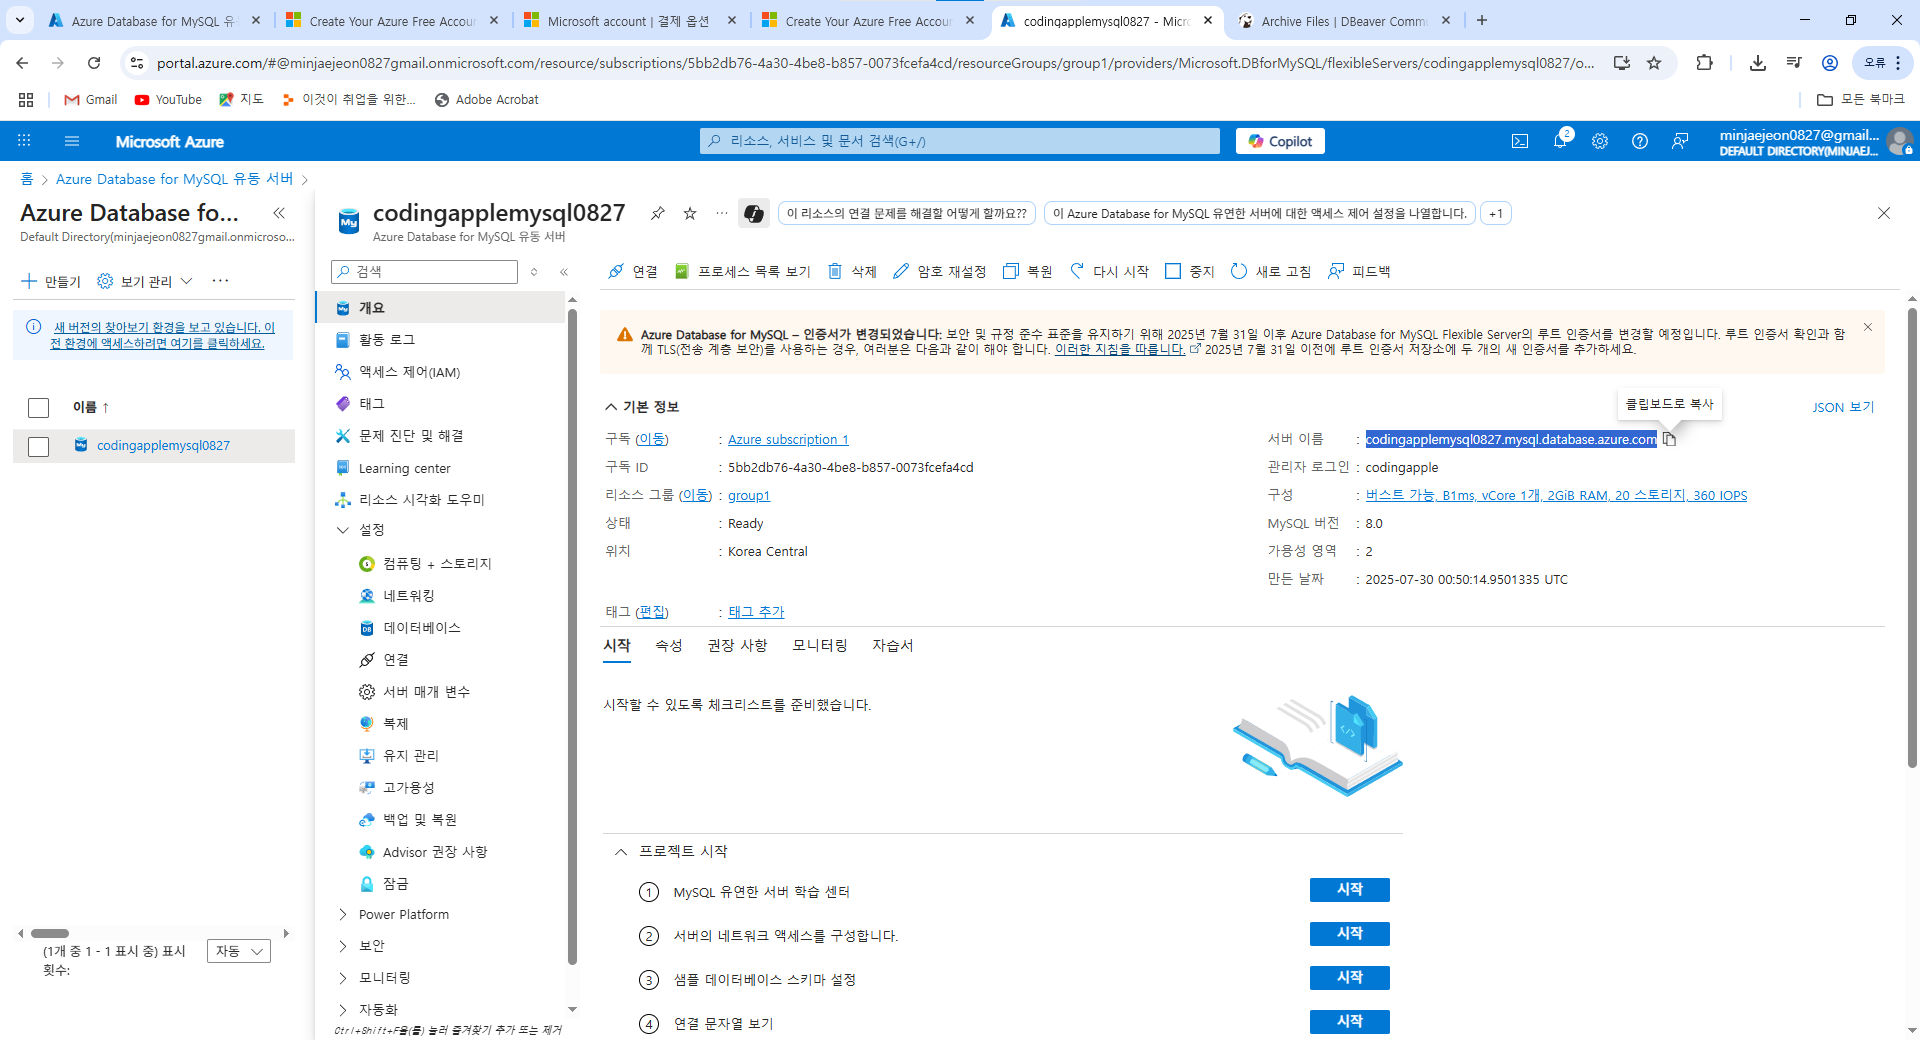 Azure Database for MySQL 유
Create Your Azure Free Accoun
Microsoft account | 결제 옵션
Create Your Azure Free Accoun
codingapplemysql0827 - Micro
Archive Files | DBeaver Commu
portal.azure.com/#@minjaejeon0827gmail.onmicrosoft.com/resource/subscriptions/5bb2db76-4a30-4be8-b857-0073fcefa4cd/resourceGroups/group1/providers/Microsoft.DBforMySQL/flexibleServers/codingapplemysql0827/o...
오류
Gmail
YouTube
지도
이것이 취업을 위한...
Adobe Acrobat
모든 북마크
Microsoft Azure
리소스, 서비스 및 문서 검색(G+/)
Copilot
2
minjaejeon0827@gmail...
DEFAULT DIRECTORY(MINJAEJ...
홈 > Azure Database for MySQL 유동 서버 >
Azure Database fo...
Default Directory(minjaejeon0827gmail.onmicroso...
만들기
보기 관리
새 버전의 찾아보기 환경을 보고 있습니다. 이
전 환경에 액세스하려면 여기를 클릭하세요.
이름 ↑
codingapplemysql0827
(1개 중 1 - 1 표시 중) 표시
횟수:
자동
codingapplemysql0827
Azure Database for MySQL 유동 서버
이 리소스의 연결 문제를 해결할 어떻게 할까요??
이 Azure Database for MySQL 유연한 서버에 대한 액세스 제어 설정을 나열합니다.
+1
검색
개요
활동 로그
액세스 제어(IAM)
태그
문제 진단 및 해결
Learning center
리소스 시각화 도우미
설정
컴퓨팅 + 스토리지
네트워킹
데이터베이스
연결
서버 매개 변수
복제
유지 관리
고가용성
백업 및 복원
Advisor 권장 사항
잠금
Power Platform
보안
모니터링
자동화
Ctrl+Shift+F을(를) 눌러 즐겨찾기 추가 또는 제거
연결
프로세스 목록 보기
삭제
암호 재설정
복원
다시 시작
중지
새로 고침
피드백
Azure Database for MySQL – 인증서가 변경되었습니다: 보안 및 규정 준수 표준을 유지하기 위해 2025년 7월 31일 이후 Azure Database for MySQL Flexible Server의 루트 인증서를 변경할 예정입니다. 루트 인증서 확인과 함
께 TLS(전송 계층 보안)를 사용하는 경우, 여러분은 다음과 같이 해야 합니다. 이러한 지침을 따릅니다. 2025년 7월 31일 이전에 루트 인증서 저장소에 두 개의 새 인증서를 추가하세요.
기본 정보
클립보드로 복사
JSON 보기
구독 (이동) : Azure subscription 1
구독 ID : 5bb2db76-4a30-4be8-b857-0073fcefa4cd
리소스 그룹 (이동) : group1
상태 : Ready
위치 : Korea Central
서버 이름 : codingapplemysql0827.mysql.database.azure.com
관리자 로그인 : codingapple
구성 : 버스트 가능, B1ms, vCore 1개, 2GiB RAM, 20 스토리지, 360 IOPS
MySQL 버전 : 8.0
가용성 영역 : 2
만든 날짜 : 2025-07-30 00:50:14.9501335 UTC
태그 (편집) : 태그 추가
시작
속성
권장 사항
모니터링
자습서
시작할 수 있도록 체크리스트를 준비했습니다.
프로젝트 시작
1 MySQL 유연한 서버 학습 센터 시작
2 서버의 네트워크 액세스를 구성합니다. 시작
3 샘플 데이터베이스 스키마 설정 시작
4 연결 문자열 보기 시작